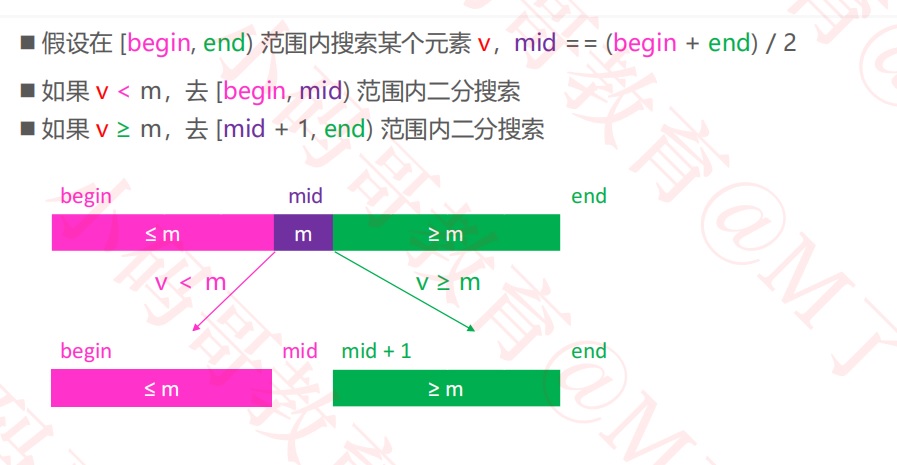 ■ 假设在 [begin, end) 范围内搜索某个元素 v，mid == (begin + end) / 2
■ 如果 v < m，去 [begin, mid) 范围内二分搜索
■ 如果 v ≥ m，去 [mid + 1, end) 范围内二分搜索
begin mid end
≤ m m ≥ m
v < m v ≥ m
begin mid mid + 1 end
≤ m ≥ m
小码哥教育@M了